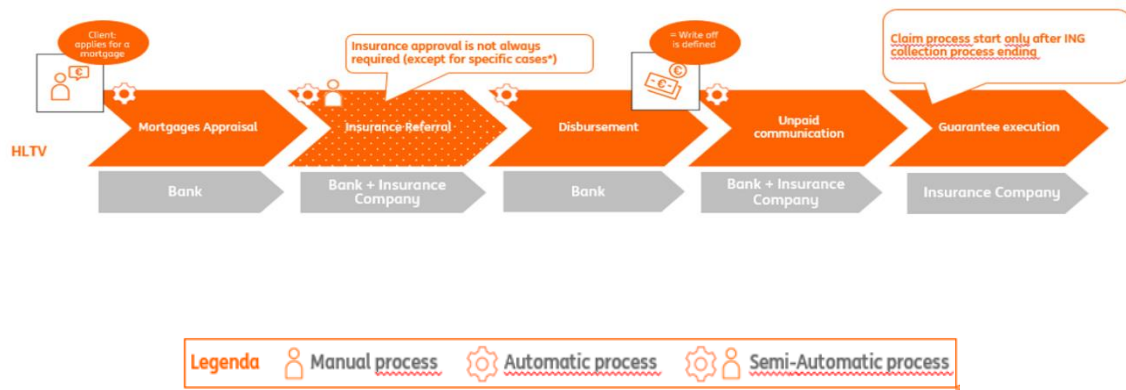 Client:
applies for a
mortgage
Insurance approval is not always
required (except for specific cases*)
= Write off
is defined
Claim process start only after ING
collection process ending
HLTV
Mortgages Appraisal
Insurance Referral
Disbursement
Unpaid
communication
Guarantee execution
Bank
Bank + Insurance
Company
Bank
Bank + Insurance
Company
Insurance Company
Legenda
Manual process
Automatic process
Semi-Automatic process